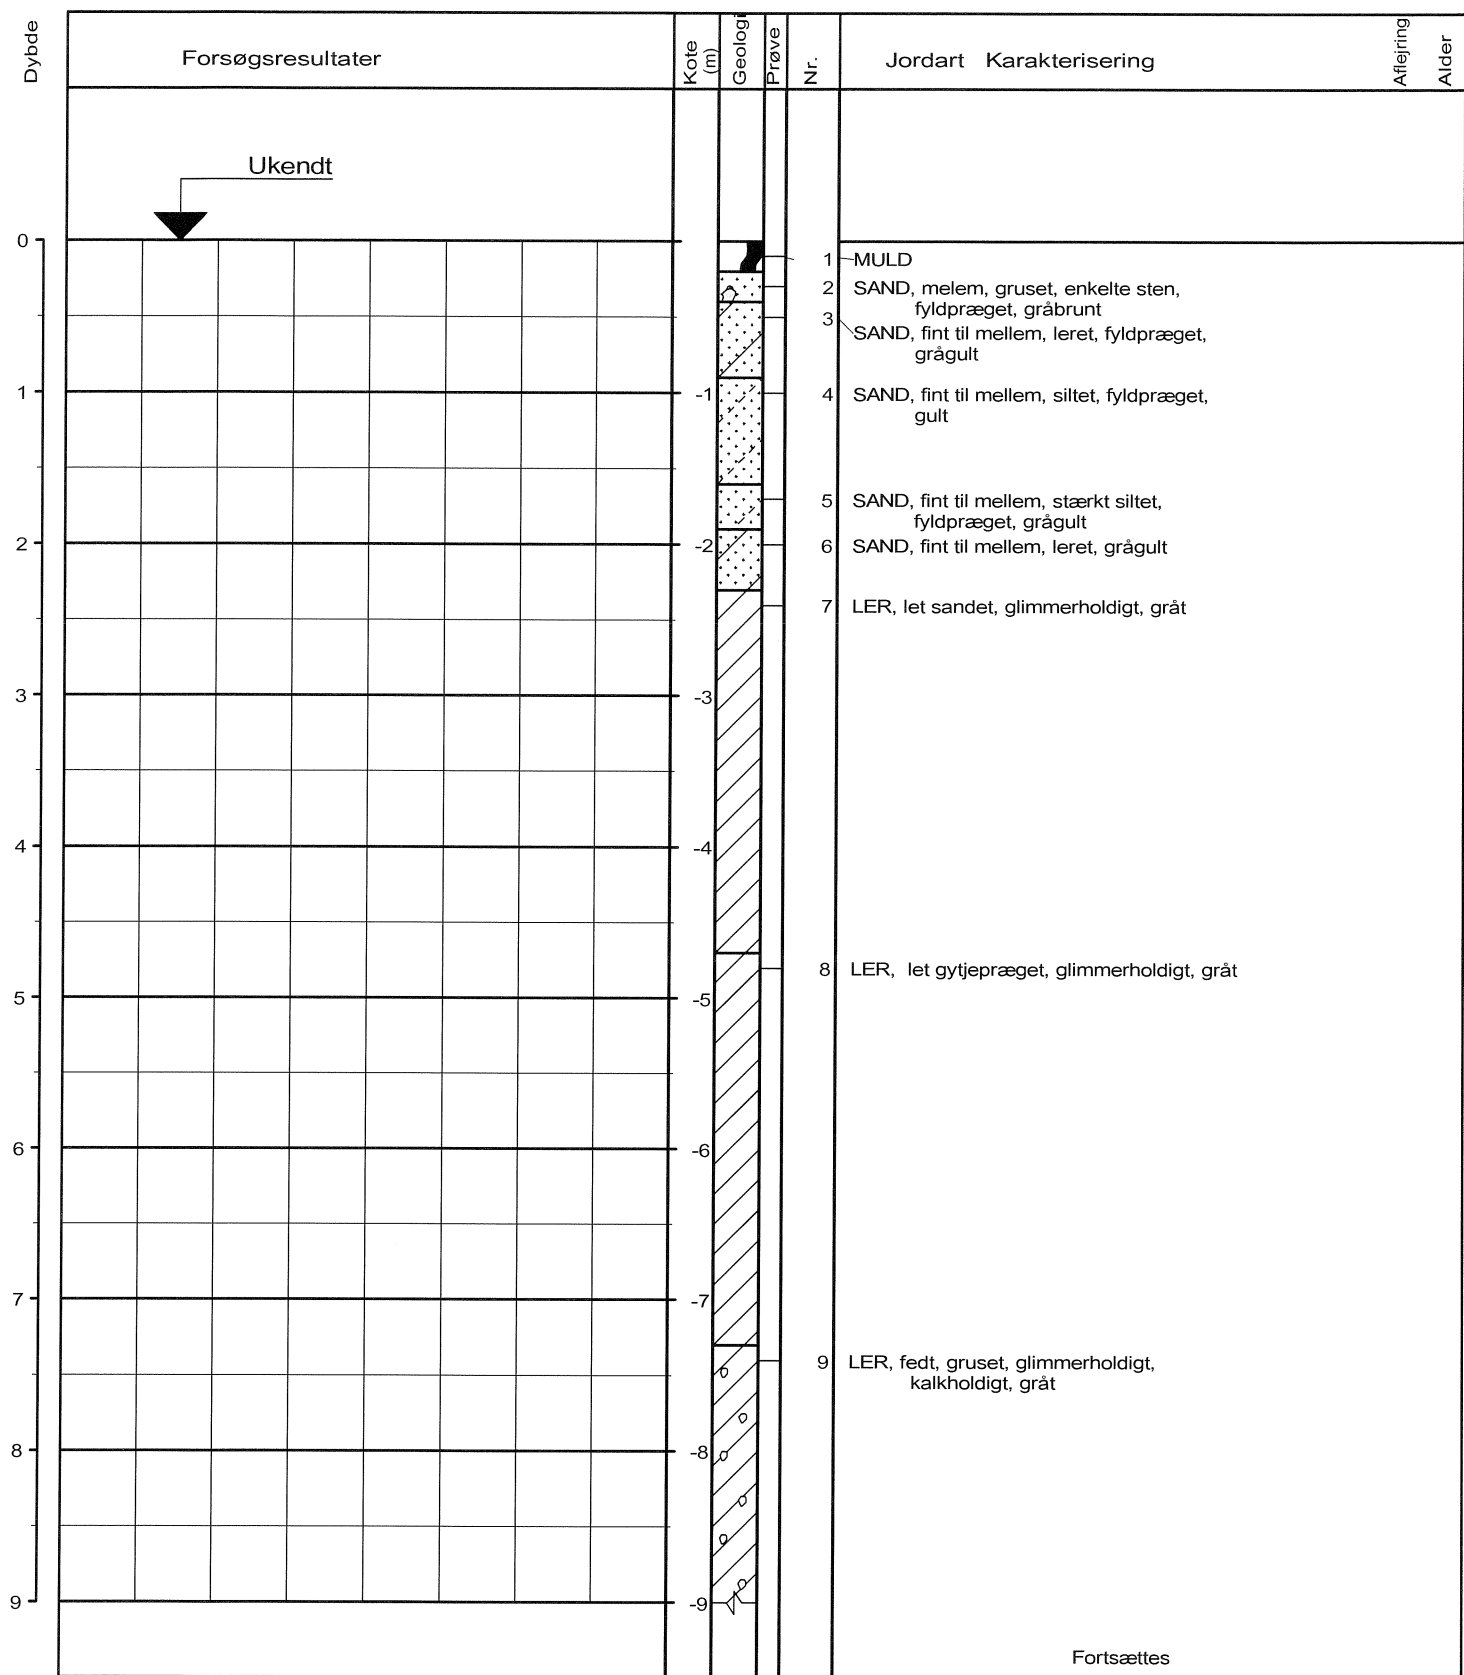 Dybde
Forsøgsresultater
Kote
(m)
Geologi
Prøve
Nr.
Jordart Karakterisering
Aflejring
Alder
Ukendt
0
1 MULD
2 SAND, melem, gruset, enkelte sten,
fyldpræget, gråbrunt
3
SAND, fint til mellem, leret, fyldpræget,
grågult
1 -1 4 SAND, fint til mellem, siltet, fyldpræget,
gult
5 SAND, fint til mellem, stærkt siltet,
fyldpræget, grågult
2 -2 6 SAND, fint til mellem, leret, grågult
7 LER, let sandet, glimmerholdigt, gråt
3 -3
4 -4
8 LER, let gytjepræget, glimmerholdigt, gråt
5 -5
6 -6
7 -7
9 LER, fedt, gruset, glimmerholdigt,
kalkholdigt, gråt
8 -8
9 -9
Fortsættes